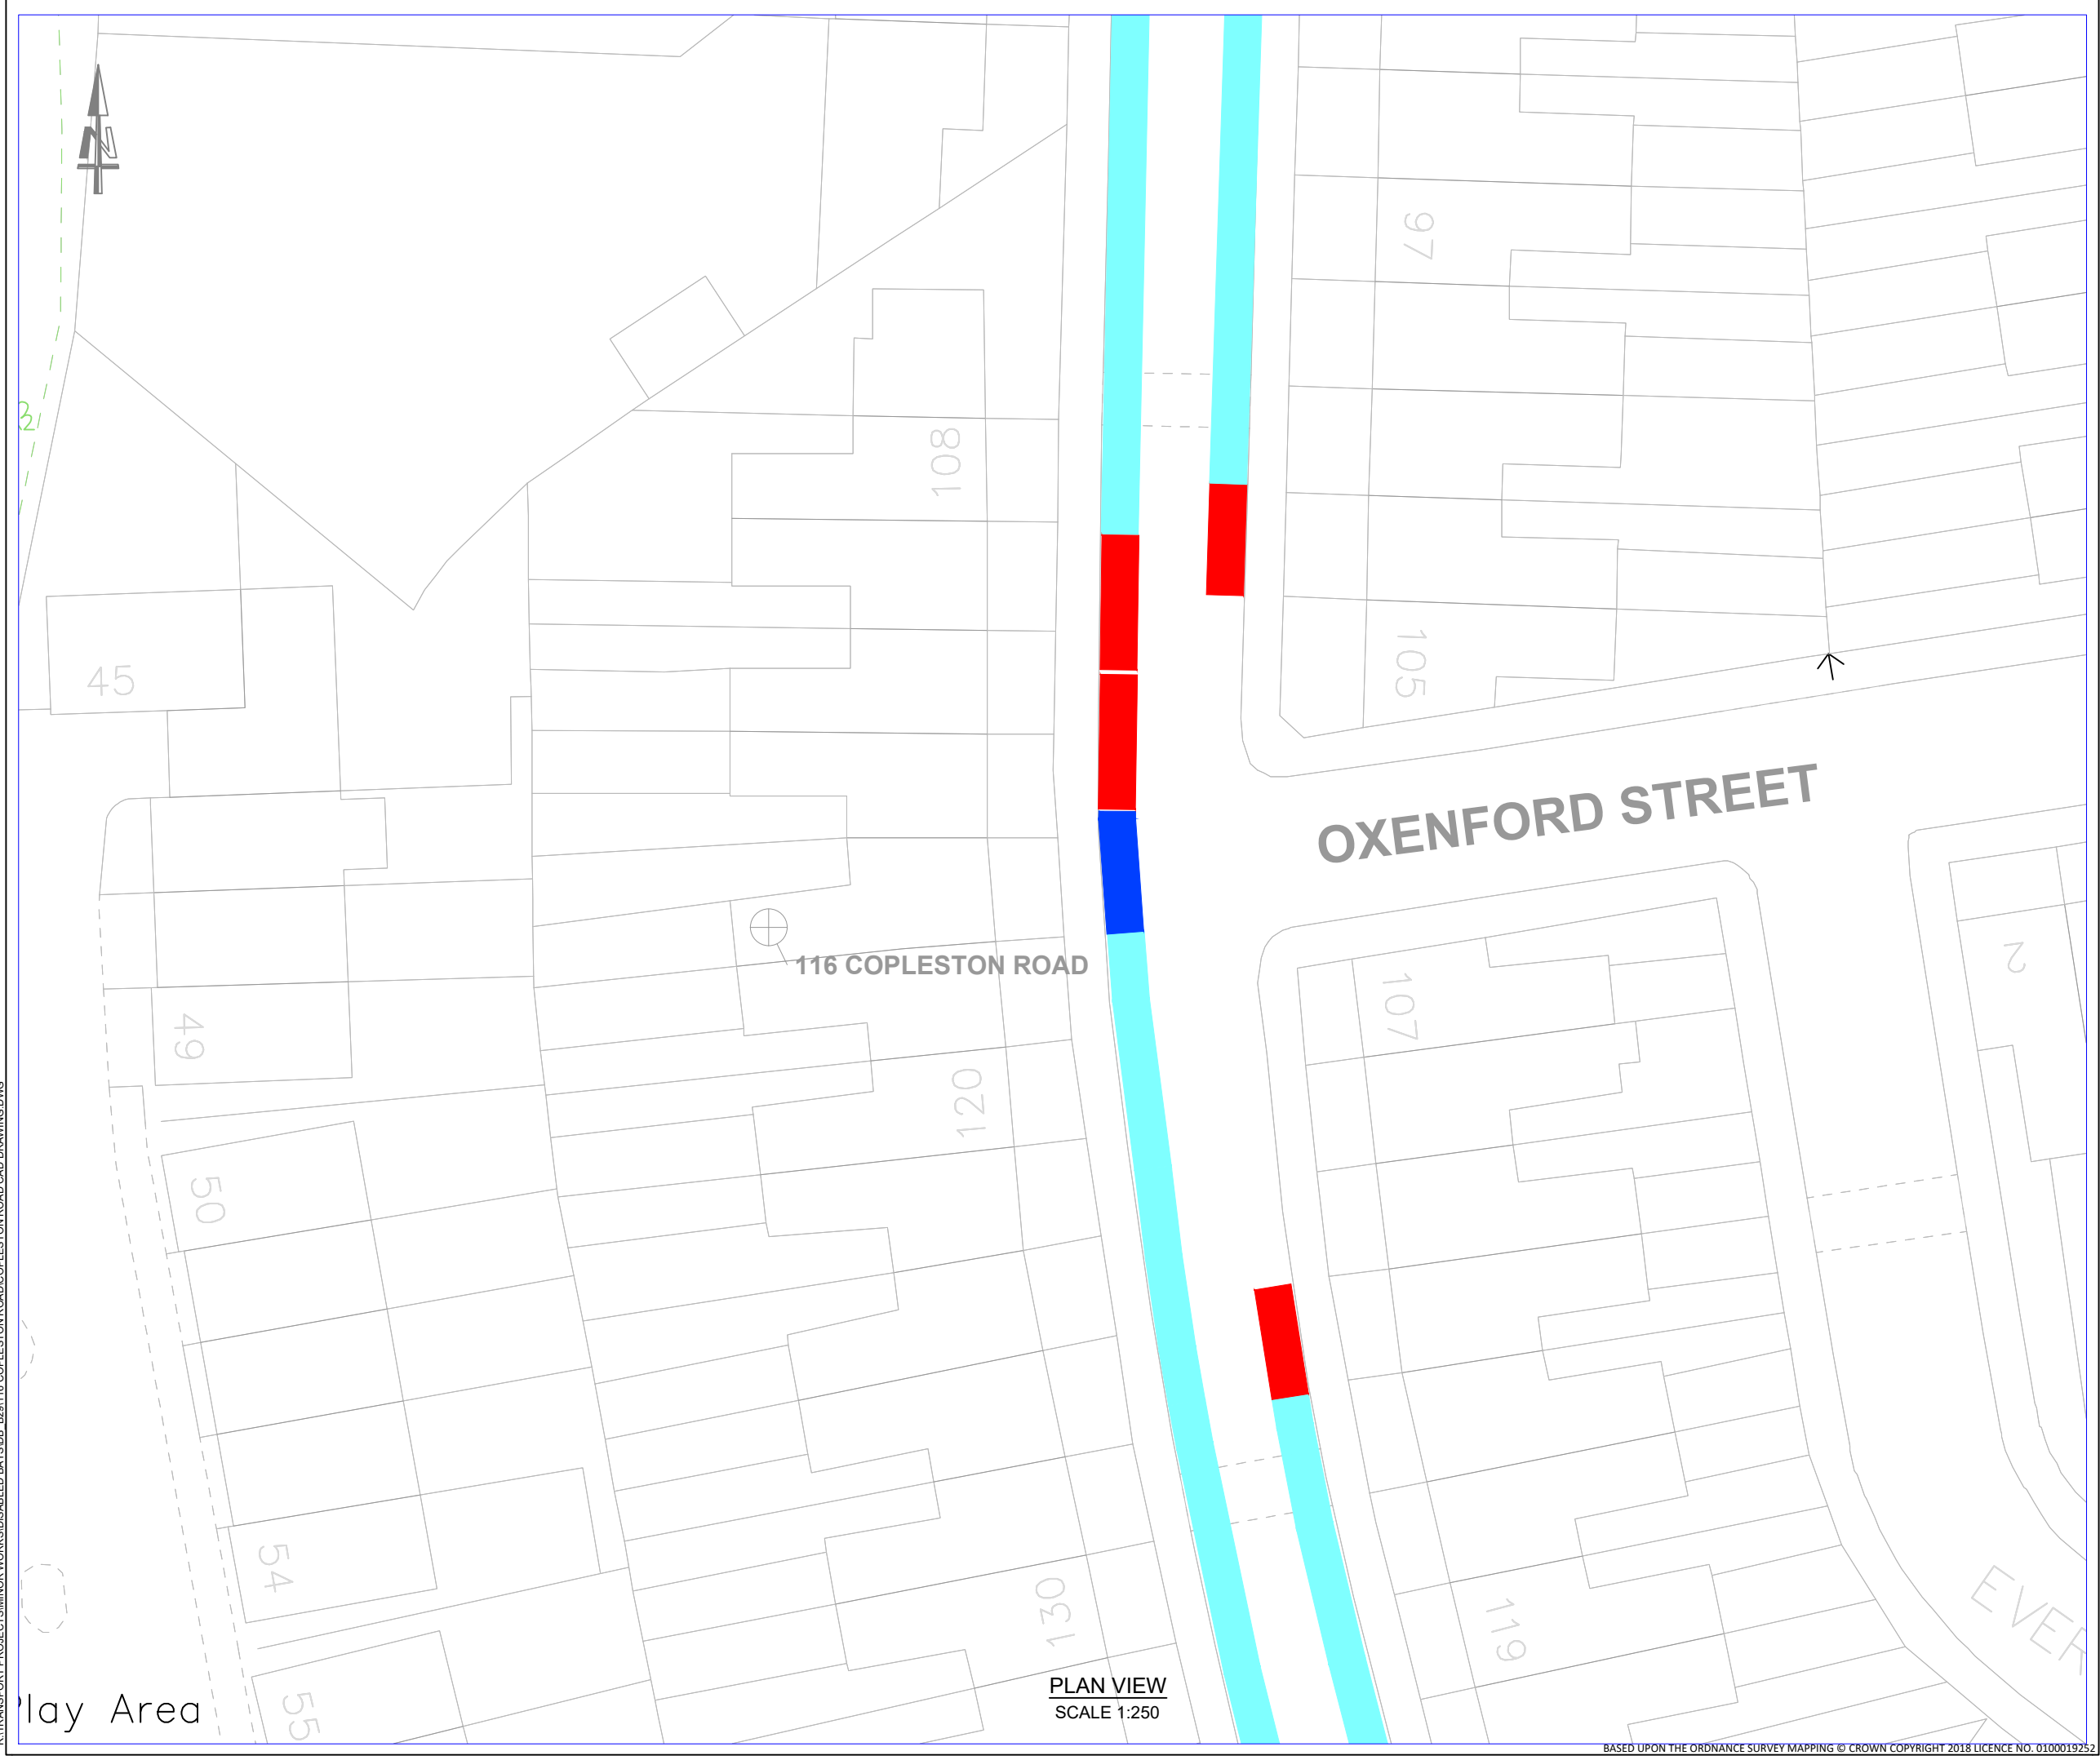 N
97
108
45
105
OXENFORD STREET
116 COPLESTON ROAD
2
49
107
120
50
54
130
119
EVER
55
Play Area
PLAN VIEW
SCALE 1:250
BASED UPON THE ORDNANCE SURVEY MAPPING © CROWN COPYRIGHT 2018 LICENCE NO. 0100019252